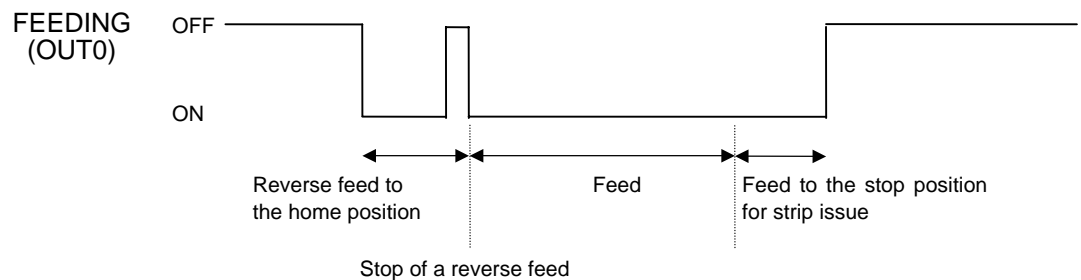 FEEDING
(OUT0)
OFF
ON
Reverse feed to
the home position
Feed
Feed to the stop position
for strip issue
Stop of a reverse feed